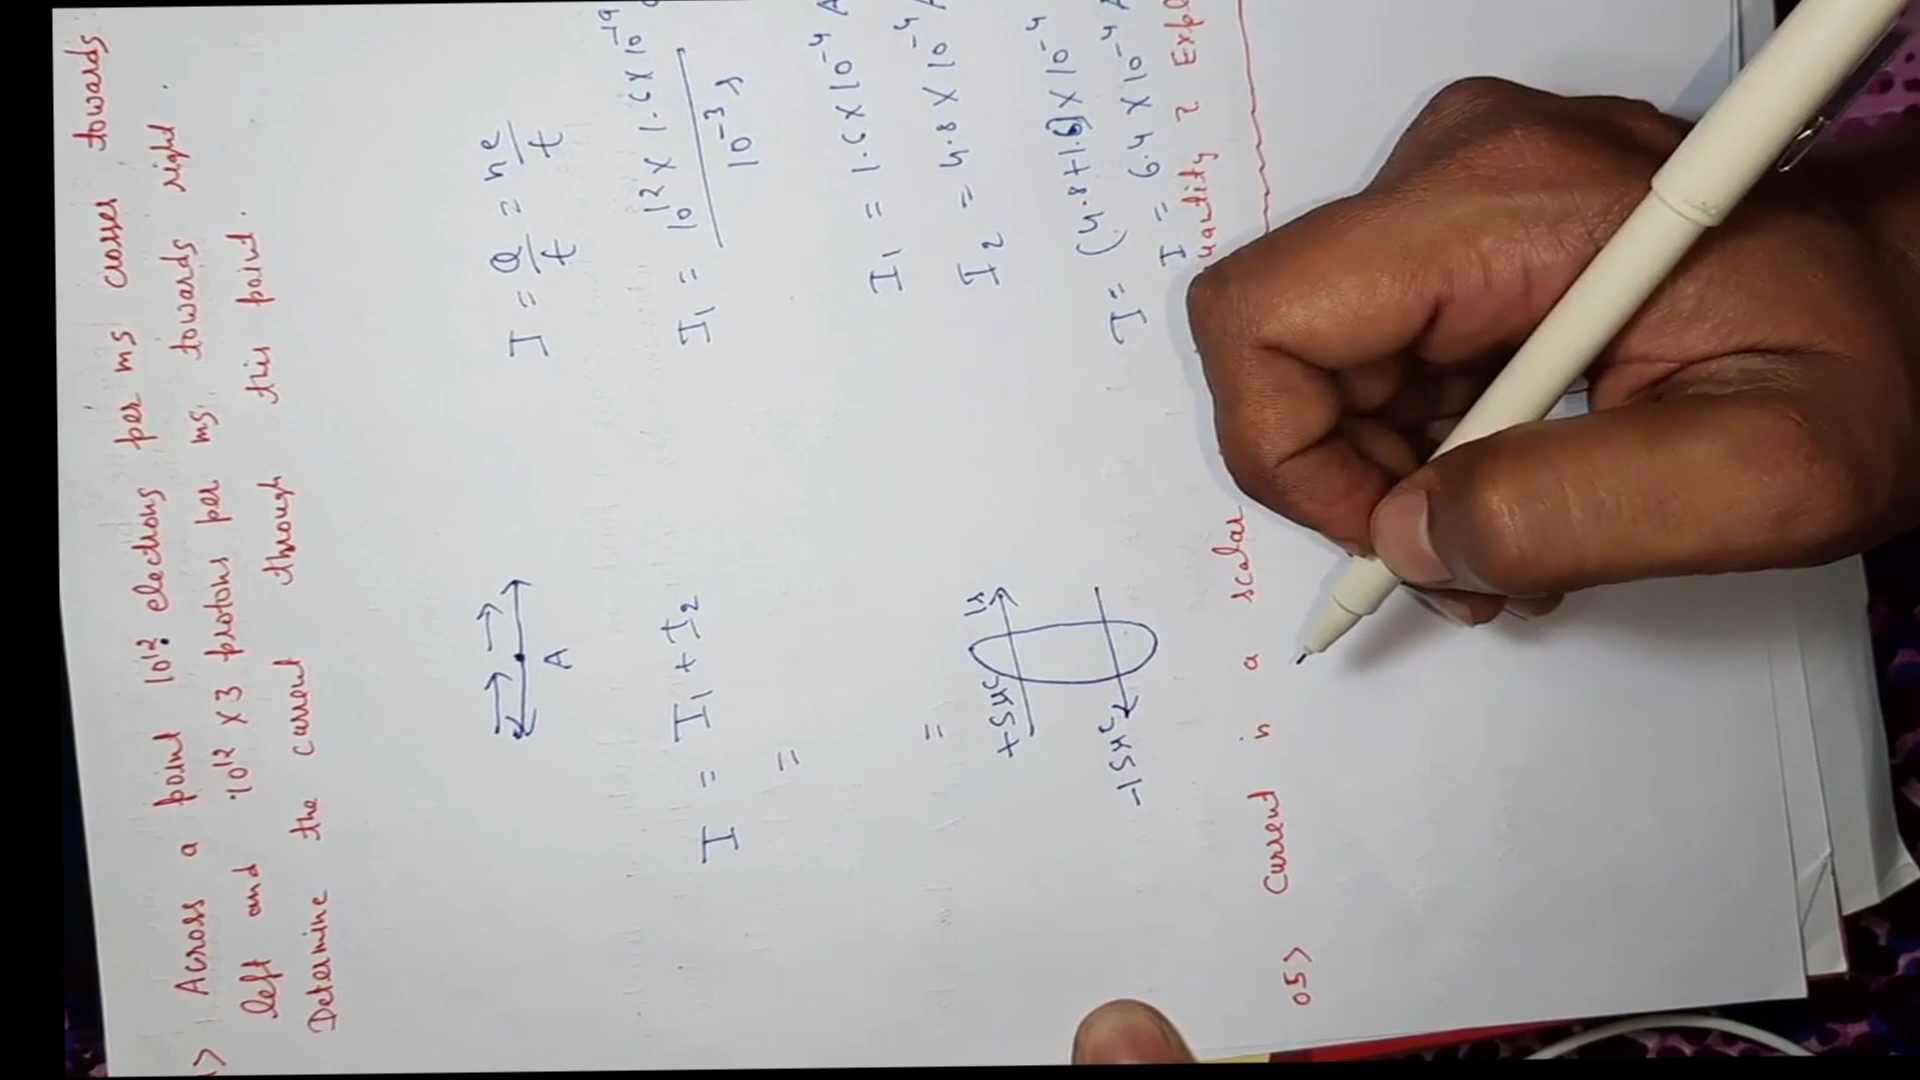 > Across a point 10¹² electrons per ms crosses towards
left and 10¹² x 3 protons per ms. towards right.
Determine the current through this point.
A
I = Q/t = ne/t
I = I₁ + I₂
I₁ = 10¹² x 1.6 x 10⁻¹⁹ / 10⁻³ s
=
I₁ = 1.6 x 10⁻⁴ A
I₂ = 4.8 x 10⁻⁴ A
=
+5μC 1s
-15μC
I = (4.8+1.6) x 10⁻⁴
I = 6.4 x 10⁻⁴ A
05> Current is a scalar quantity ? Expl